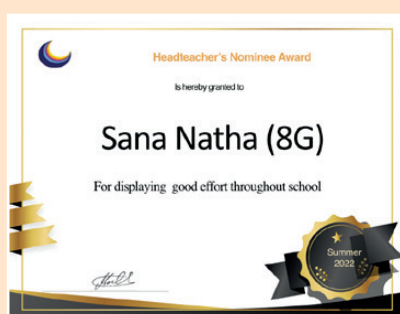 Headteacher's Nominee Award
Is hereby granted to
Sana Natha (8G)
For displaying good effort throughout school
Summer
2022